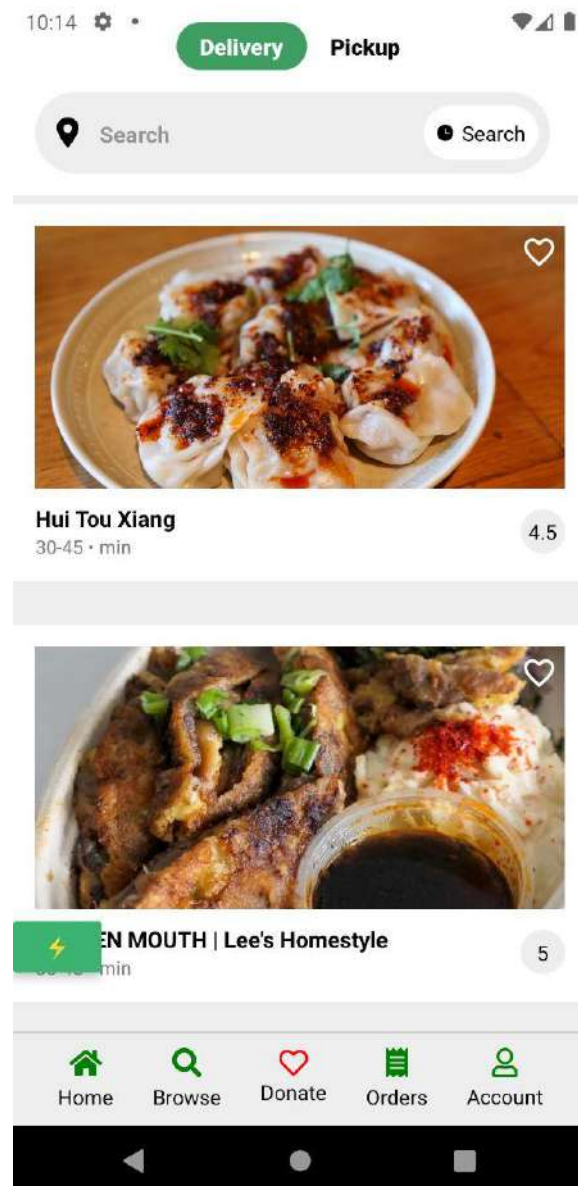 10:14
Delivery Pickup
Search Search
Hui Tou Xiang
30-45 • min
4.5
MOUTH | Lee's Homestyle
min
5
Home Browse Donate Orders Account